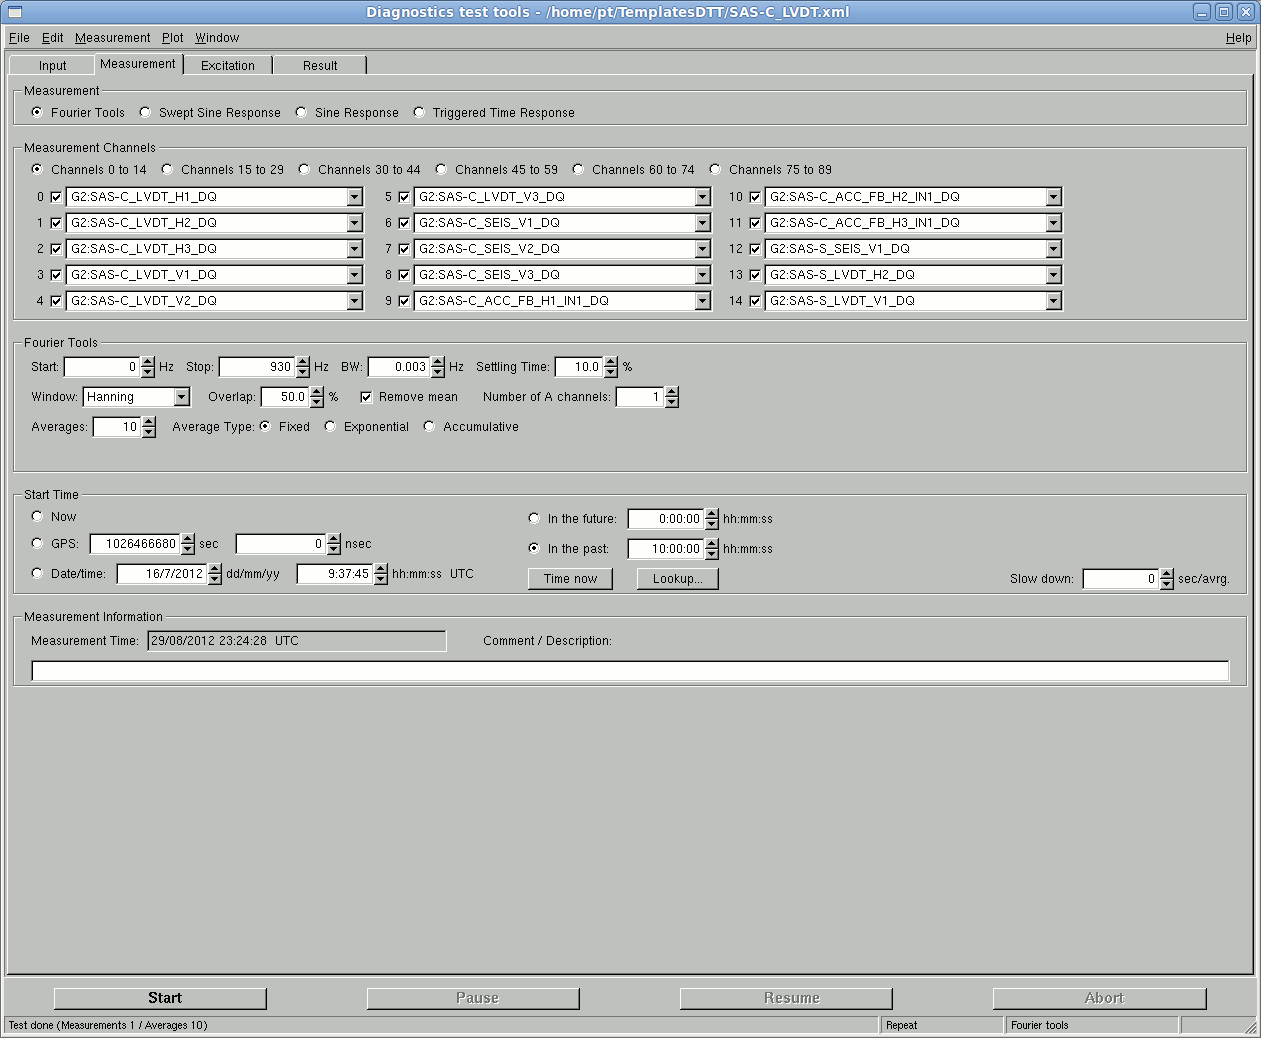 Diagnostics test tools - /home/pt/TemplatesDTT/SAS-C_LVDT.xml
File Edit Measurement Plot Window Help
Input Measurement Excitation Result
Measurement
Fourier Tools Swept Sine Response Sine Response Triggered Time Response
Measurement Channels
Channels 0 to 14 Channels 15 to 29 Channels 30 to 44 Channels 45 to 59 Channels 60 to 74 Channels 75 to 89
0 G2:SAS-C_LVDT_H1_DQ 5 G2:SAS-C_LVDT_V3_DQ 10 G2:SAS-C_ACC_FB_H2_IN1_DQ
1 G2:SAS-C_LVDT_H2_DQ 6 G2:SAS-C_SEIS_V1_DQ 11 G2:SAS-C_ACC_FB_H3_IN1_DQ
2 G2:SAS-C_LVDT_H3_DQ 7 G2:SAS-C_SEIS_V2_DQ 12 G2:SAS-S_SEIS_V1_DQ
3 G2:SAS-C_LVDT_V1_DQ 8 G2:SAS-C_SEIS_V3_DQ 13 G2:SAS-S_LVDT_H2_DQ
4 G2:SAS-C_LVDT_V2_DQ 9 G2:SAS-C_ACC_FB_H1_IN1_DQ 14 G2:SAS-S_LVDT_V1_DQ
Fourier Tools
Start: 0 Hz Stop: 930 Hz BW: 0.003 Hz Settling Time: 10.0 %
Window: Hanning Overlap: 50.0 % Remove mean Number of A channels: 1
Averages: 10 Average Type: Fixed Exponential Accumulative
Start Time
Now In the future: 0:00:00 hh:mm:ss
GPS: 1026466680 sec 0 nsec In the past: 10:00:00 hh:mm:ss
Date/time: 16/7/2012 dd/mm/yy 9:37:45 hh:mm:ss UTC Time now Lookup... Slow down: 0 sec/avrg.
Measurement Information
Measurement Time: 29/08/2012 23:24:28 UTC Comment / Description:
Start Pause Resume Abort
Test done (Measurements 1 / Averages 10) Repeat Fourier tools